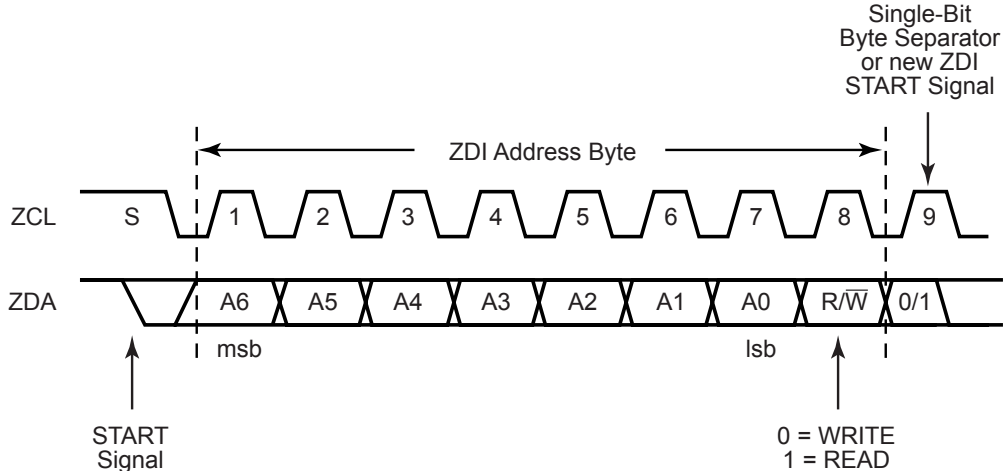 Single-Bit
Byte Separator
or new ZDI
START Signal
ZDI Address Byte
ZCL S 1 2 3 4 5 6 7 8 9
ZDA A6 A5 A4 A3 A2 A1 A0 R/W̅ 0/1
msb lsb
START
Signal
0 = WRITE
1 = READ